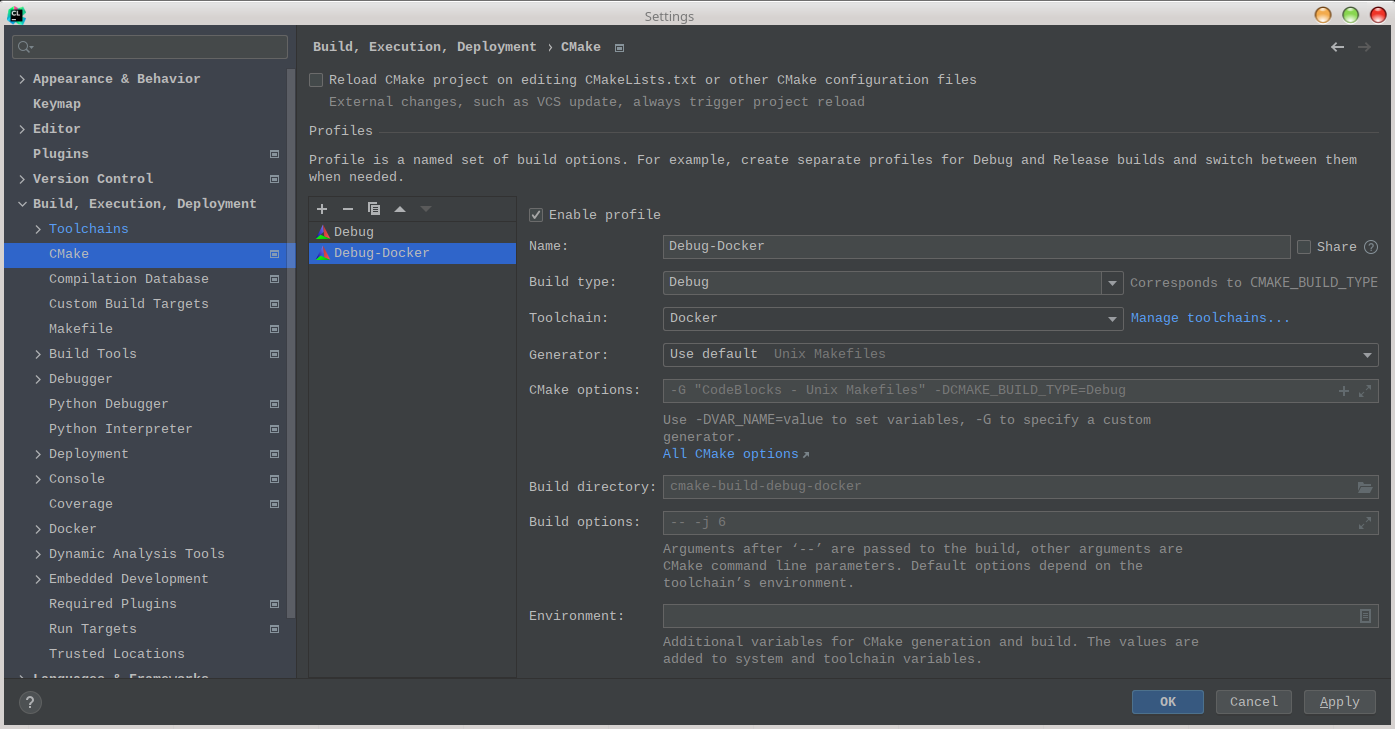 CL
Settings
Appearance & Behavior
Keymap
Editor
Plugins
Version Control
Build, Execution, Deployment
Toolchains
CMake
Compilation Database
Custom Build Targets
Makefile
Build Tools
Debugger
Python Debugger
Python Interpreter
Deployment
Console
Coverage
Docker
Dynamic Analysis Tools
Embedded Development
Required Plugins
Run Targets
Trusted Locations
Languages & Frameworks
Build, Execution, Deployment › CMake
Reload CMake project on editing CMakeLists.txt or other CMake configuration files
External changes, such as VCS update, always trigger project reload
Profiles
Profile is a named set of build options. For example, create separate profiles for Debug and Release builds and switch between them
when needed.
Debug
Debug-Docker
Enable profile
Name: Debug-Docker Share ?
Build type: Debug Corresponds to CMAKE_BUILD_TYPE
Toolchain: Docker Manage toolchains...
Generator: Use default Unix Makefiles
CMake options: -G "CodeBlocks - Unix Makefiles" -DCMAKE_BUILD_TYPE=Debug
Use -DVAR_NAME=value to set variables, -G to specify a custom
generator.
All CMake options ↗
Build directory: cmake-build-debug-docker
Build options: -- -j 6
Arguments after ‘--’ are passed to the build, other arguments are
CMake command line parameters. Default options depend on the
toolchain’s environment.
Environment:
Additional variables for CMake generation and build. The values are
added to system and toolchain variables.
? OK Cancel Apply